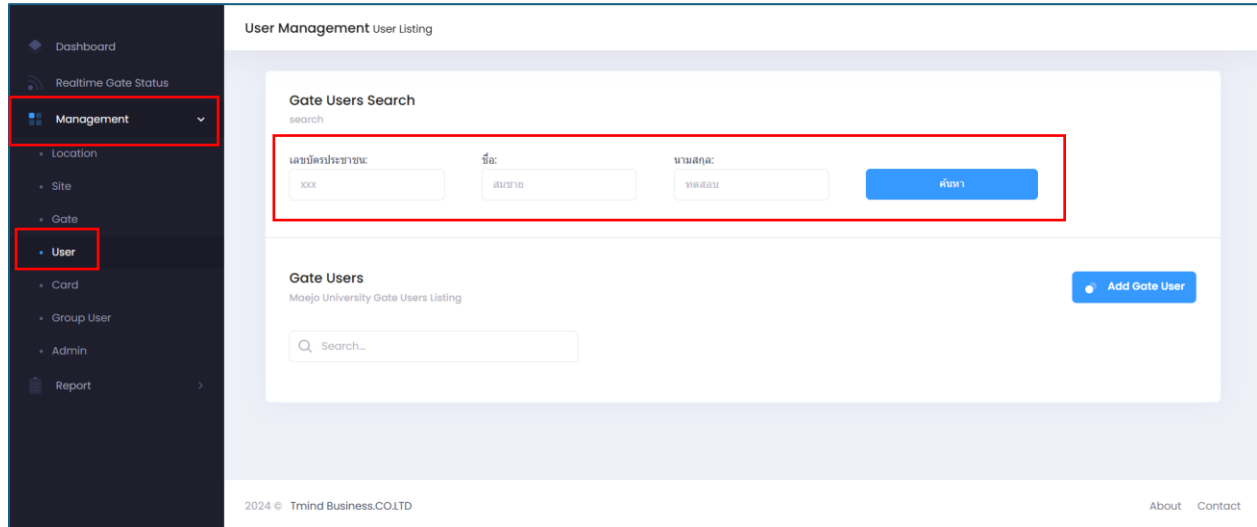 User Management User Listing
Dashboard
Realtime Gate Status
Management
Location
Site
Gate
User
Card
Group User
Admin
Report
Gate Users Search
search
เลขบัตรประชาชน: ชื่อ: นามสกุล:
xxx สมชาย ทดสอบ ค้นหา
Gate Users
Maejo University Gate Users Listing
Add Gate User
Search...
2024 © Tmind Business.CO.LTD About Contact